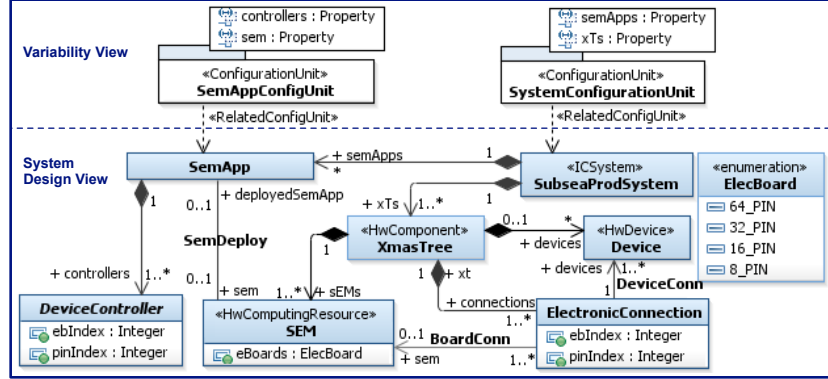 controllers : Property
sem : Property
semApps : Property
xTs : Property
Variability View
«ConfigurationUnit»
SemAppConfigUnit
«ConfigurationUnit»
SystemConfigurationUnit
«RelatedConfigUnit»
«RelatedConfigUnit»
System
Design View
SemApp
+ semApps
*
1
«ICSystem»
SubseaProdSystem
«enumeration»
ElecBoard
64_PIN
32_PIN
16_PIN
8_PIN
1
0..1
+ deployedSemApp
+ xTs
1..*
1
SemDeploy
«HwComponent»
XmasTree
0..1
*
+ devices
«HwDevice»
Device
+ controllers
1..*
0..1
+ sem
1
1..*
+ sEMs
1
+ xt
+ devices
1..*
1
DeviceConn
+ connections
1..*
DeviceController
ebIndex : Integer
pinIndex : Integer
«HwComputingResource»
SEM
eBoards : ElecBoard
0..1
+ sem
BoardConn
1..*
ElectronicConnection
ebIndex : Integer
pinIndex : Integer